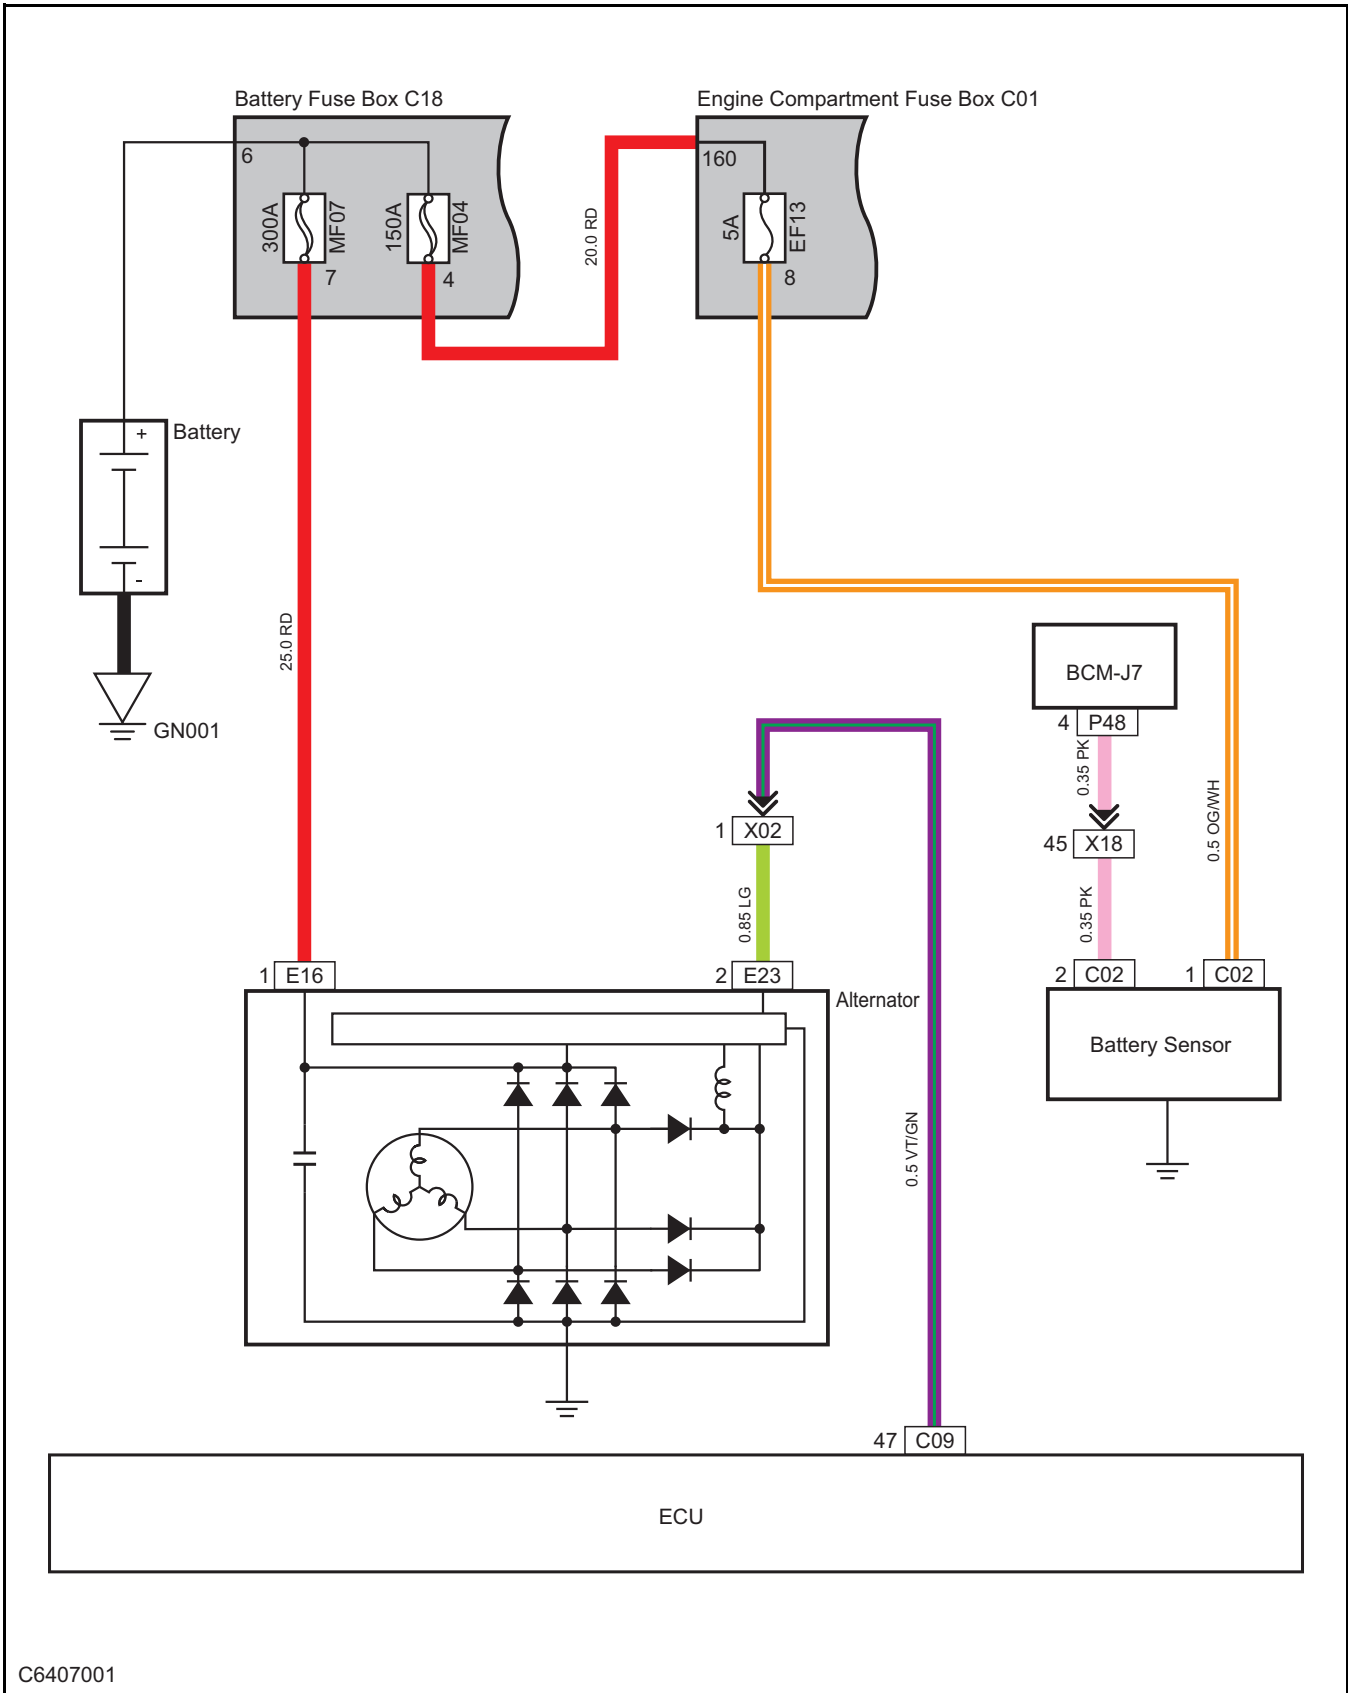 Battery Fuse Box C18
Engine Compartment Fuse Box C01
6
160
300A
MF07
150A
MF04
20.0 RD
5A
EF13
7
4
8
+
Battery
-
25.0 RD
GN001
BCM-J7
4 P48
0.35 PK
0.5 OG/WH
1 X02
45 X18
0.85 LG
0.35 PK
1 E16
2 E23
2 C02
1 C02
Alternator
Battery Sensor
0.5 VT/GN
47 C09
ECU
C6407001